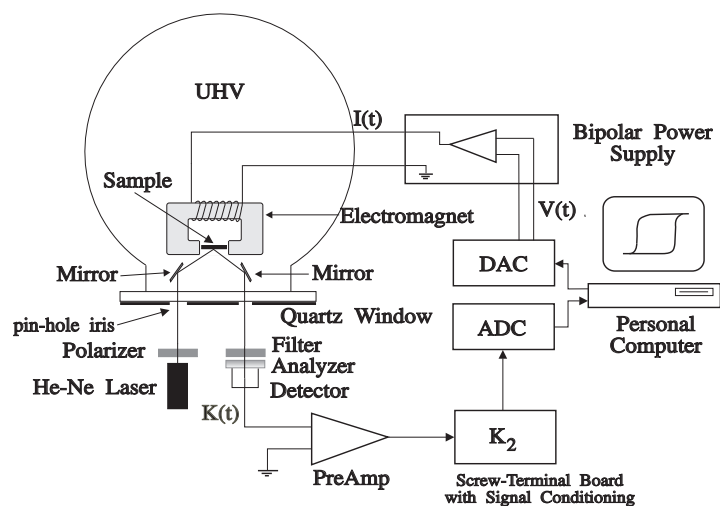 UHV
I(t)
Bipolar Power
Supply
Sample
Electromagnet
V(t)
Mirror
Mirror
DAC
Quartz Window
pin-hole iris
ADC
Personal
Computer
Polarizer
Filter
Analyzer
He-Ne Laser
Detector
K(t)
K2
PreAmp
Screw-Terminal Board
with Signal Conditioning